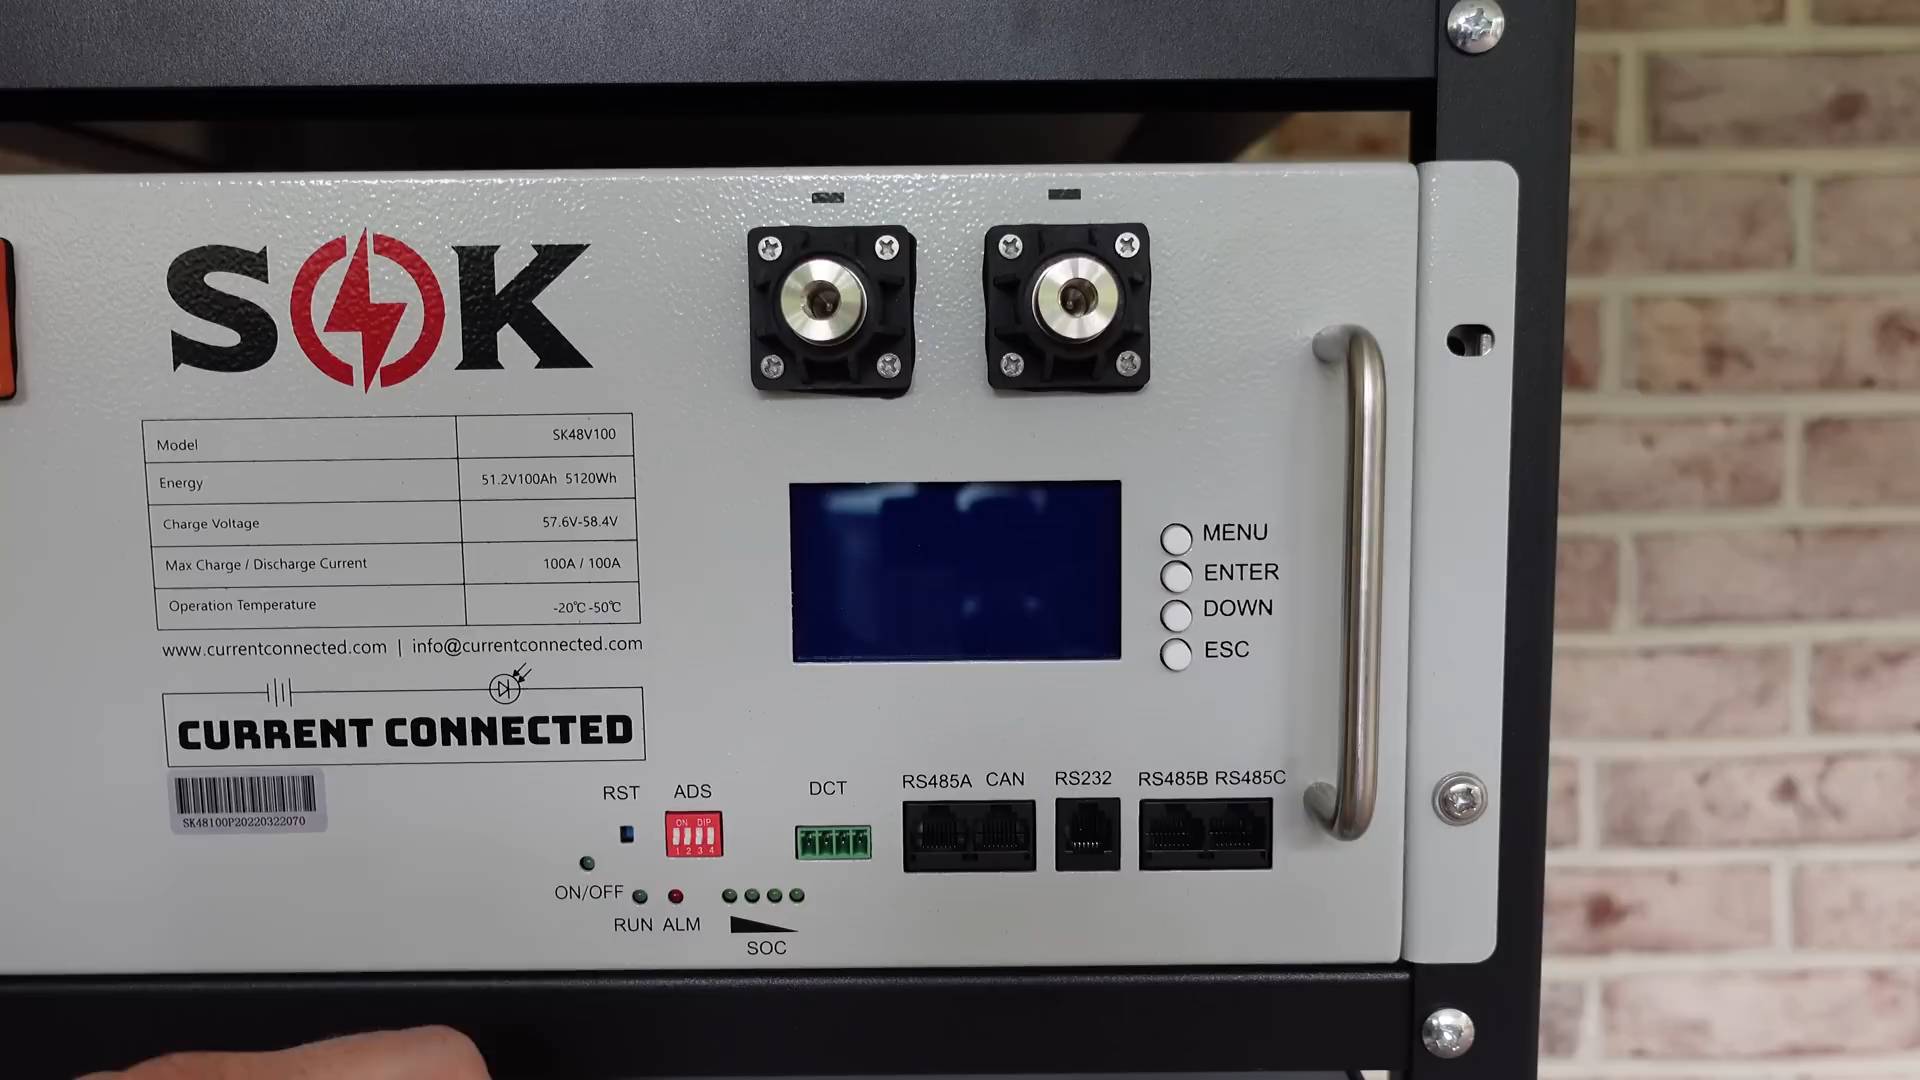 SOK
Model SK48V100
Energy 51.2V100Ah 5120Wh
Charge Voltage 57.6V-58.4V
Max Charge / Discharge Current 100A / 100A
Operation Temperature -20℃-50℃
www.currentconnected.com | info@currentconnected.com
CURRENT CONNECTED
SK48100P20220322070
MENU
ENTER
DOWN
ESC
RST ADS DCT RS485A CAN RS232 RS485B RS485C
ON DIP
1 2 3 4
ON/OFF
RUN ALM
SOC